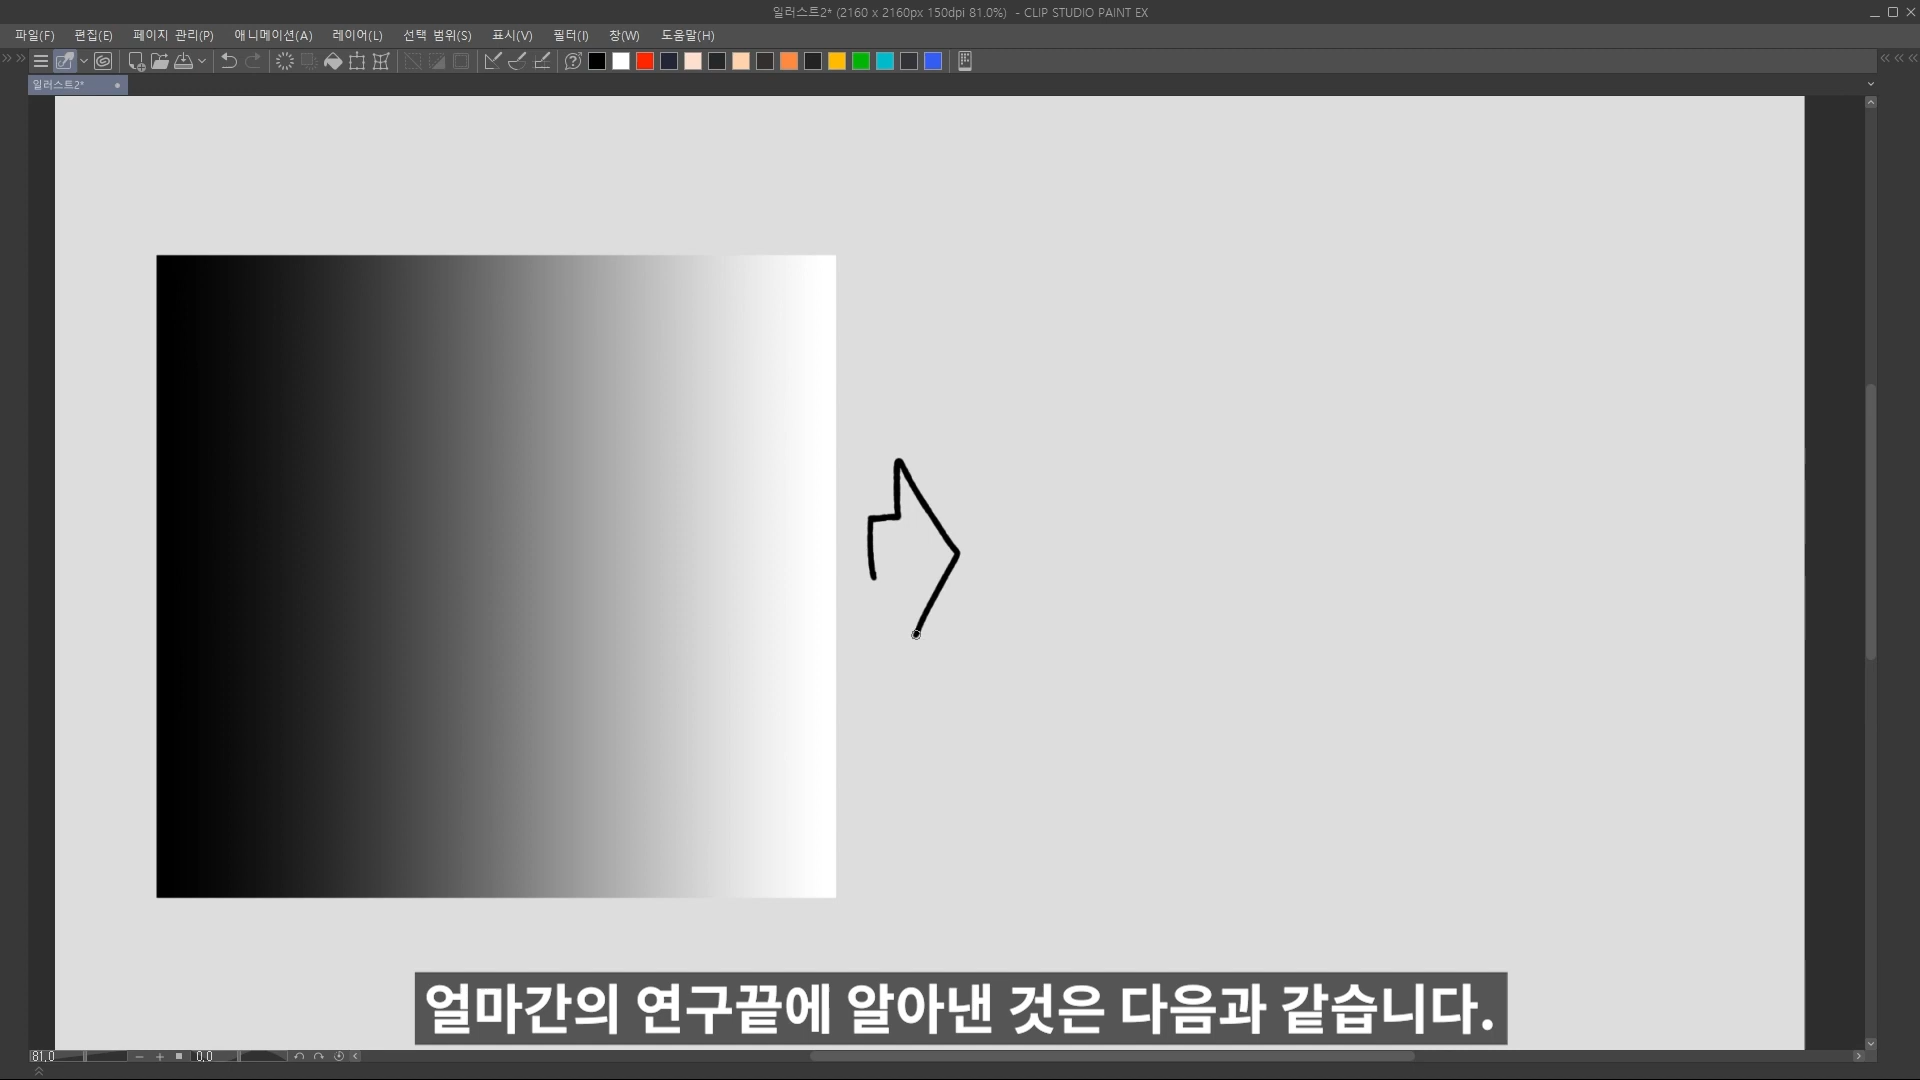 일러스트2* (2160 x 2160px 150dpi 81.0%) - CLIP STUDIO PAINT EX
파일(F) 편집(E) 페이지 관리(P) 애니메이션(A) 레이어(L) 선택 범위(S) 표시(V) 필터(I) 창(W) 도움말(H)
일러스트2*
얼마간의 연구끝에 알아낸 것은 다음과 같습니다.
81.0 0.0